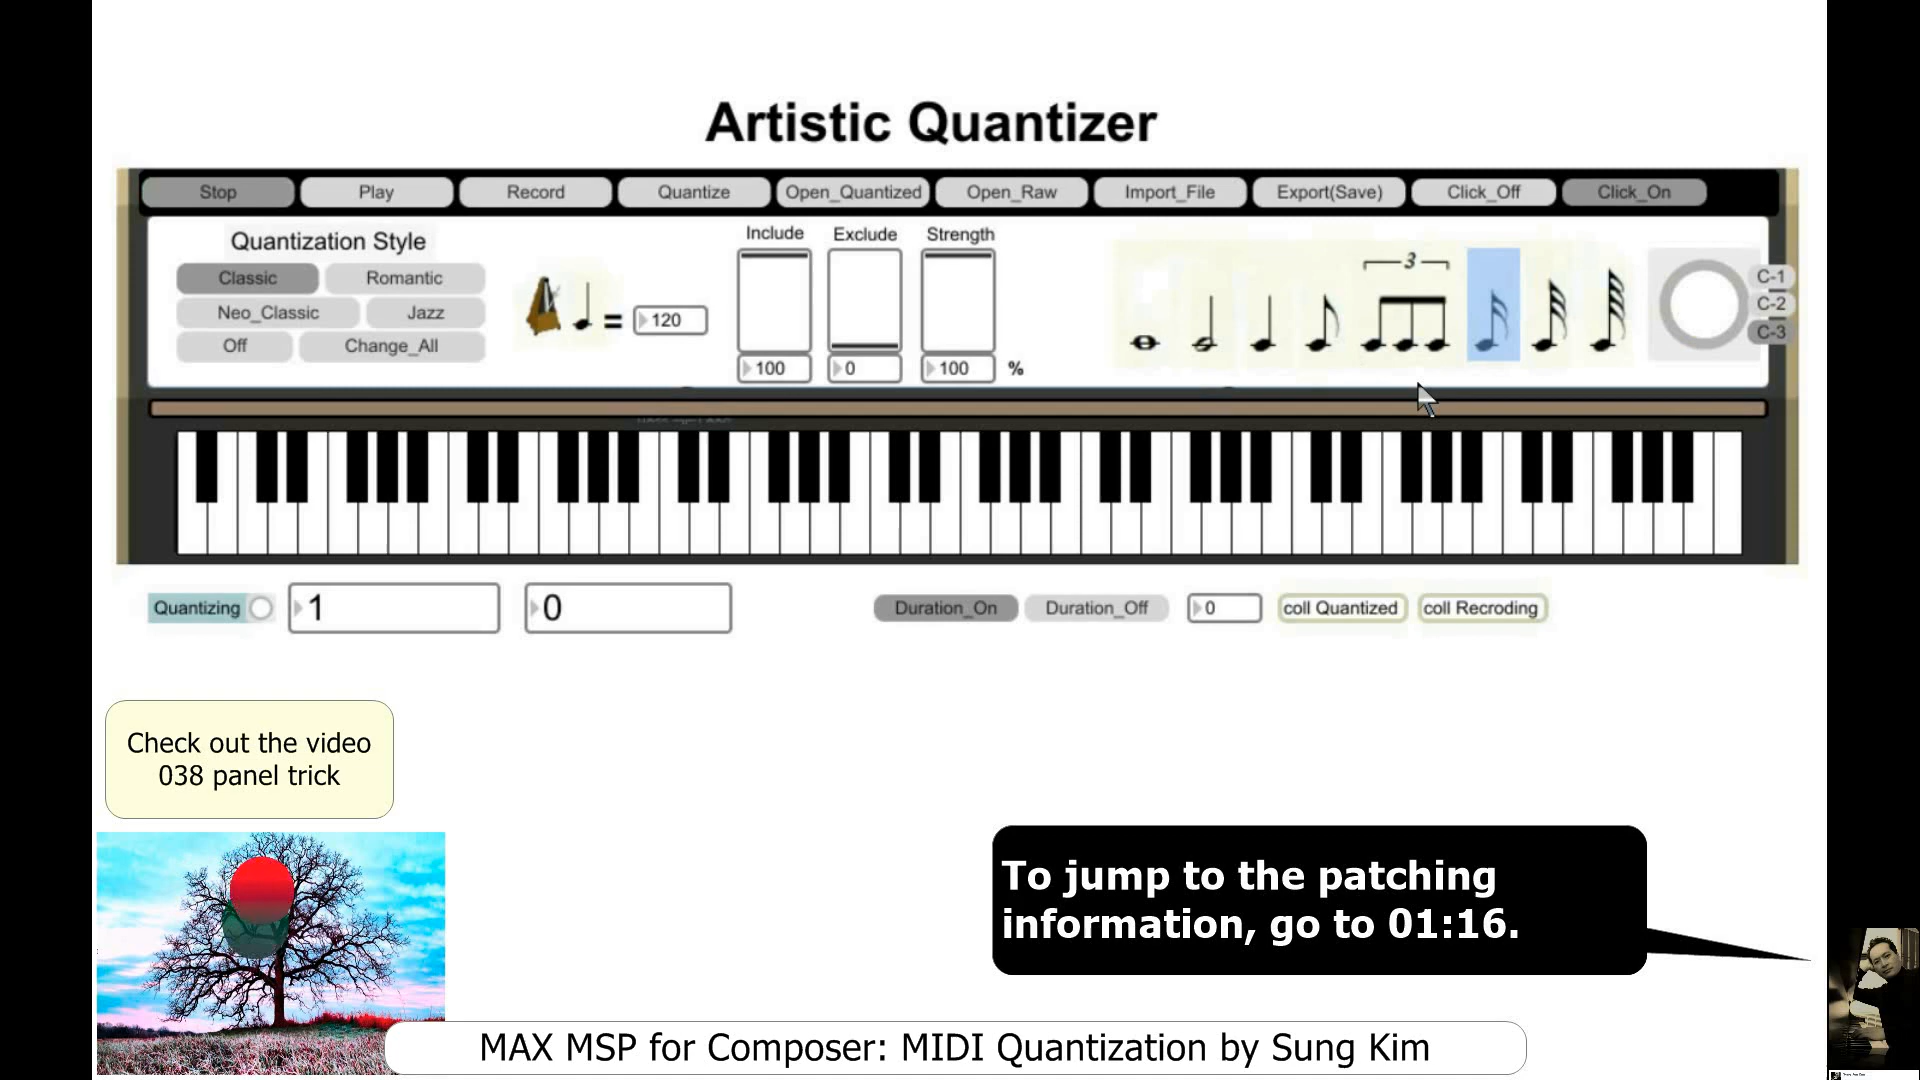 Artistic Quantizer
Stop Play Record Quantize Open_Quantized Open_Raw Import_File Export(Save) Click_Off Click_On
Quantization Style
Classic Romantic
Neo_Classic Jazz
Off Change_All
= 120
Include Exclude Strength
100 0 100 %
3
C-1
C-2
C-3
Quantizing 1 0 Duration_On Duration_Off 0 coll Quantized coll Recroding
Check out the video
038 panel trick
To jump to the patching
information, go to 01:16.
MAX MSP for Composer: MIDI Quantization by Sung Kim